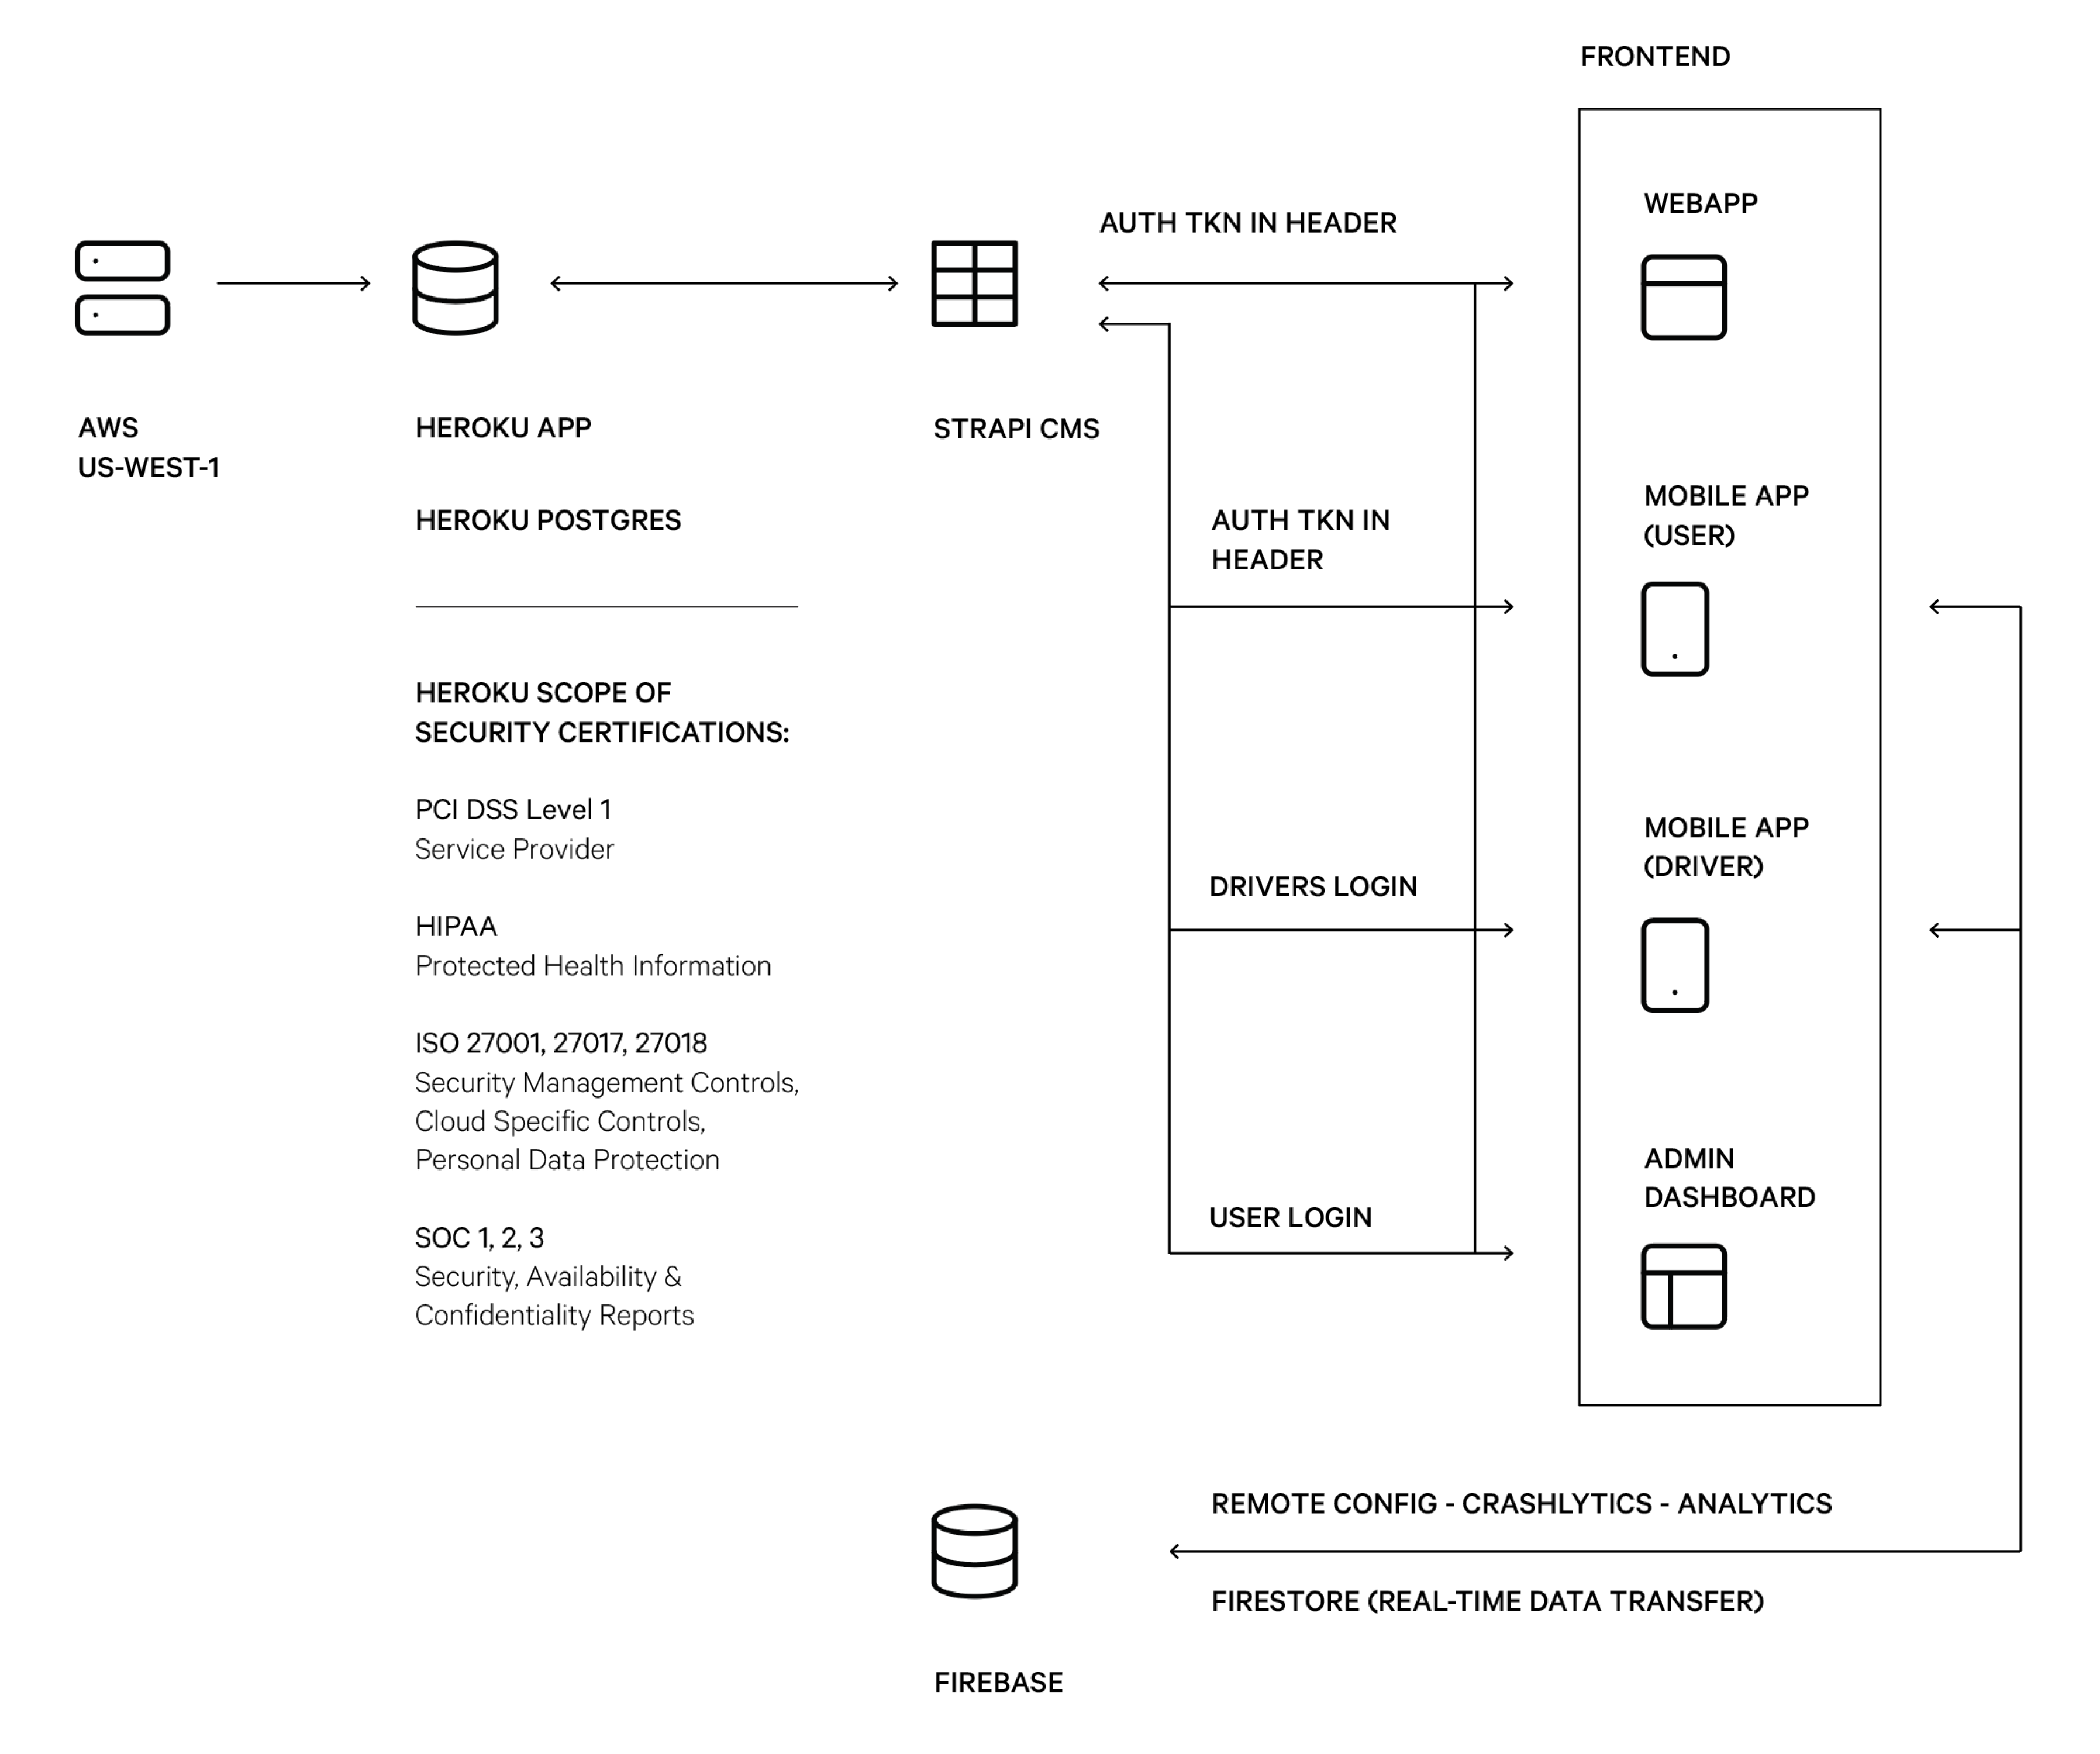 FRONTEND
WEBAPP
AUTH TKN IN HEADER
AWS
US-WEST-1
HEROKU APP
HEROKU POSTGRES
STRAPI CMS
HEROKU SCOPE OF
SECURITY CERTIFICATIONS:
PCI DSS Level 1
Service Provider
HIPAA
Protected Health Information
ISO 27001, 27017, 27018
Security Management Controls,
Cloud Specific Controls,
Personal Data Protection
SOC 1, 2, 3
Security, Availability &
Confidentiality Reports
AUTH TKN IN
HEADER
DRIVERS LOGIN
USER LOGIN
MOBILE APP
(USER)
MOBILE APP
(DRIVER)
ADMIN
DASHBOARD
REMOTE CONFIG - CRASHLYTICS - ANALYTICS
FIRESTORE (REAL-TIME DATA TRANSFER)
FIREBASE